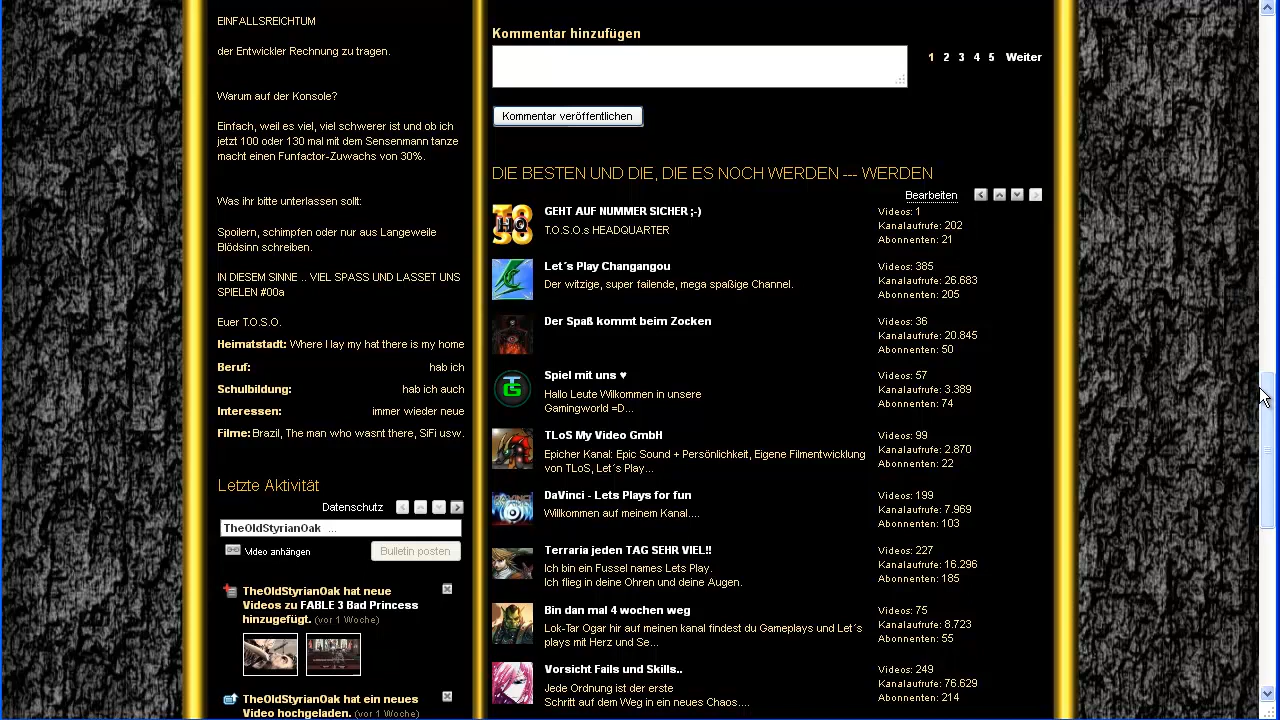 EINFALLSREICHTUM
der Entwickler Rechnung zu tragen.
Warum auf der Konsole?
Einfach, weil es viel, viel schwerer ist und ob ich
jetzt 100 oder 130 mal mit dem Sensenmann tanze
macht einen Funfactor-Zuwachs von 30%.
Was ihr bitte unterlassen sollt:
Spoilern, schimpfen oder nur aus Langeweile
Blödsinn schreiben.
IN DIESEM SINNE .. VIEL SPASS UND LASSET UNS
SPIELEN #00a
Euer T.O.S.O.
Heimatstadt: Where I lay my hat there is my home
Beruf: hab ich
Schulbildung: hab ich auch
Interessen: immer wieder neue
Filme: Brazil, The man who wasnt there, SiFi usw.
Letzte Aktivität
Datenschutz
TheOldStyrianOak ...
Video anhängen
Bulletin posten
TheOldStyrianOak hat neue
Videos zu FABLE 3 Bad Princess
hinzugefügt. (vor 1 Woche)
TheOldStyrianOak hat ein neues
Video hochgeladen. (vor 1 Woche)
Kommentar hinzufügen
1 2 3 4 5 Weiter
Kommentar veröffentlichen
DIE BESTEN UND DIE, DIE ES NOCH WERDEN --- WERDEN
Bearbeiten
GEHT AUF NUMMER SICHER ;-)
T.O.S.O.s HEADQUARTER
Videos: 1
Kanalaufrufe: 202
Abonnenten: 21
Let´s Play Changangou
Der witzige, super failende, mega spaßige Channel.
Videos: 385
Kanalaufrufe: 26.683
Abonnenten: 205
Der Spaß kommt beim Zocken
Videos: 36
Kanalaufrufe: 20.845
Abonnenten: 50
Spiel mit uns ♥
Hallo Leute Wilkommen in unsere
Gamingworld =D...
Videos: 57
Kanalaufrufe: 3.389
Abonnenten: 74
TLoS My Video GmbH
Epicher Kanal: Epic Sound + Persönlichkeit, Eigene Filmentwicklung
von TLoS, Let´s Play...
Videos: 99
Kanalaufrufe: 2.870
Abonnenten: 22
DaVinci - Lets Plays for fun
Willkommen auf meinem Kanal....
Videos: 199
Kanalaufrufe: 7.969
Abonnenten: 103
Terraria jeden TAG SEHR VIEL!!
Ich bin ein Fussel names Lets Play.
Ich flieg in deine Ohren und deine Augen.
Videos: 227
Kanalaufrufe: 16.296
Abonnenten: 185
Bin dan mal 4 wochen weg
Lok-Tar Ogar hir auf meinen kanal findest du Gameplays und Let´s
plays mit Herz und Se...
Videos: 75
Kanalaufrufe: 8.723
Abonnenten: 55
Vorsicht Fails und Skills..
Jede Ordnung ist der erste
Schritt auf dem Weg in ein neues Chaos....
Videos: 249
Kanalaufrufe: 76.629
Abonnenten: 214